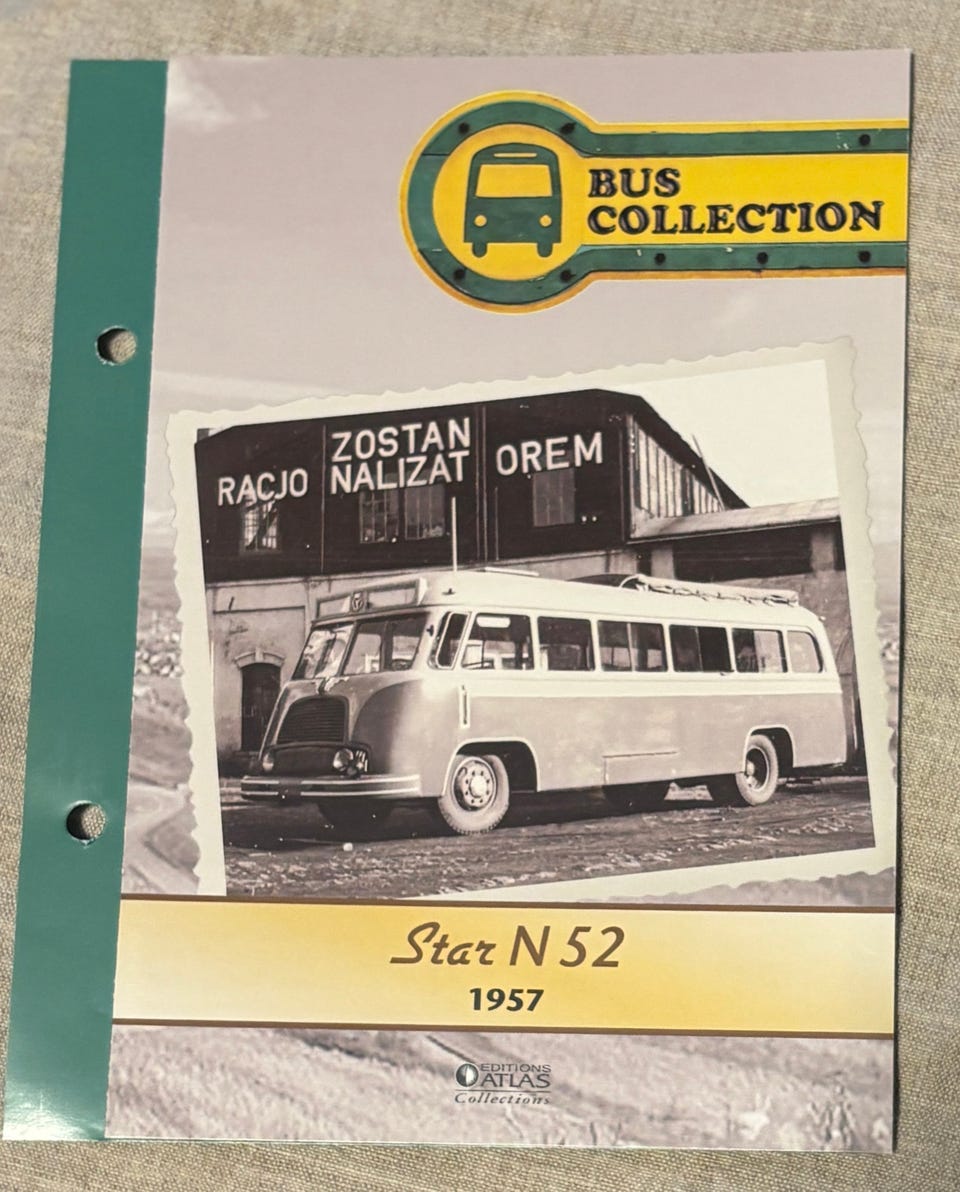 BUS
COLLECTION
ZOSTAN
RACJO NALIZAT OREM
Star N 52
1957
EDITIONS
ATLAS
Collections